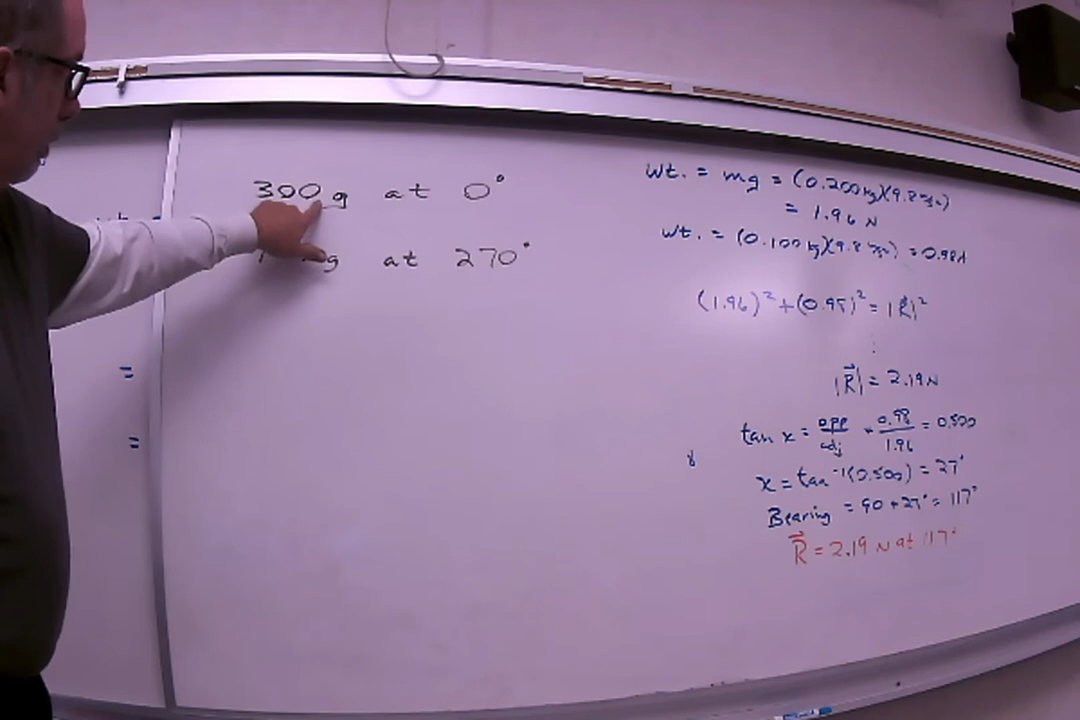 300g at 0°
g at 270°
wt. = mg = (0.200 kg)(9.8 m/s²)
= 1.96 N
wt. = (0.100 kg)(9.8 m/s²) = 0.98N
(1.96)² + (0.98)² = |R⃗|²
⋮
|R⃗| = 2.19 N
tan x = opp/adj = 0.98/1.96 = 0.500
x = tan⁻¹(0.500) = 27°
Bearing = 90 + 27° = 117°
R⃗ = 2.19 N at 117°
=
=